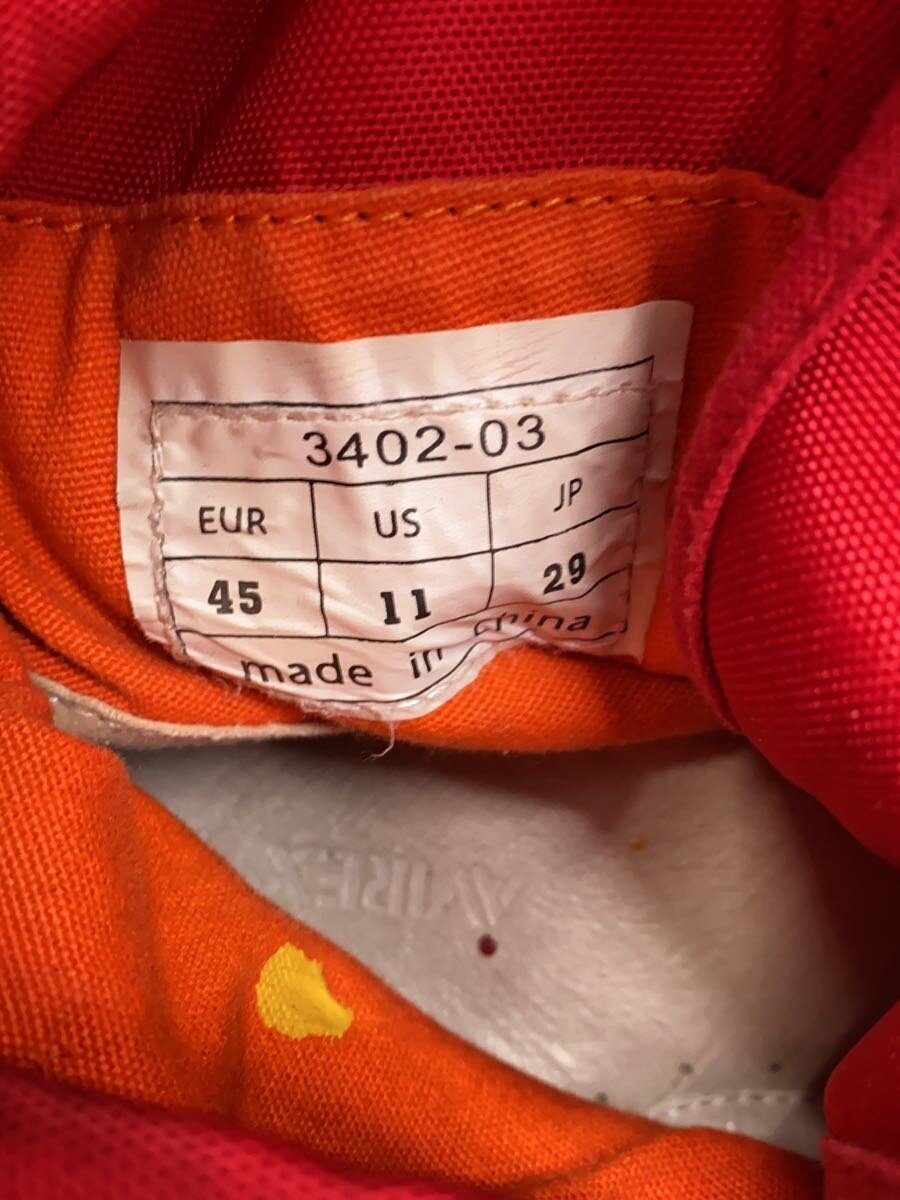 3402-03
EUR US JP
45 11 29
made in china
AVIREX